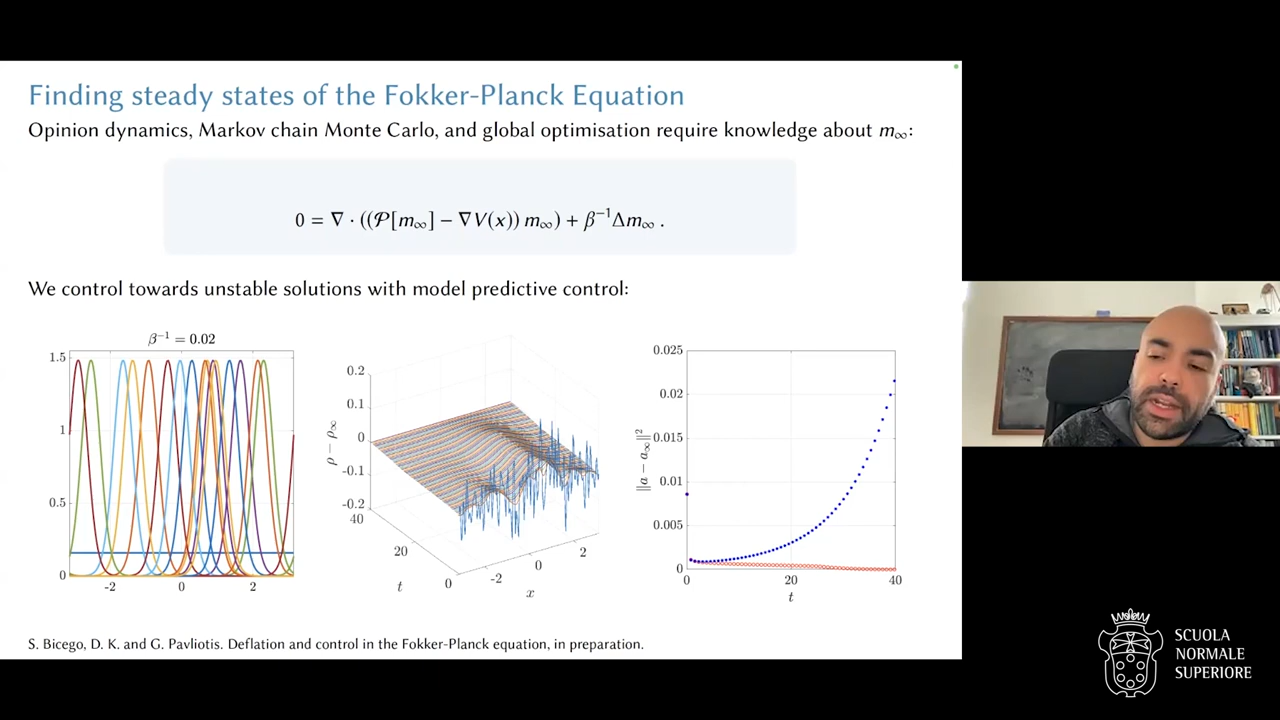 Finding steady states of the Fokker-Planck Equation
Opinion dynamics, Markov chain Monte Carlo, and global optimisation require knowledge about m∞:
0 = ∇ · ((𝒫[m∞] − ∇V(x)) m∞) + β⁻¹Δm∞ .
We control towards unstable solutions with model predictive control:
β⁻¹ = 0.02
1.5
1
0.5
0
-2
0
2
0.2
0.1
0
-0.1
-0.2
ρ − ρ∞
40
20
0
t
-2
0
2
x
0.025
0.02
0.015
0.01
0.005
0
||a − a∞||²
0
20
40
t
S. Bicego, D. K. and G. Pavliotis. Deflation and control in the Fokker-Planck equation, in preparation.
SCUOLA
NORMALE
SUPERIORE